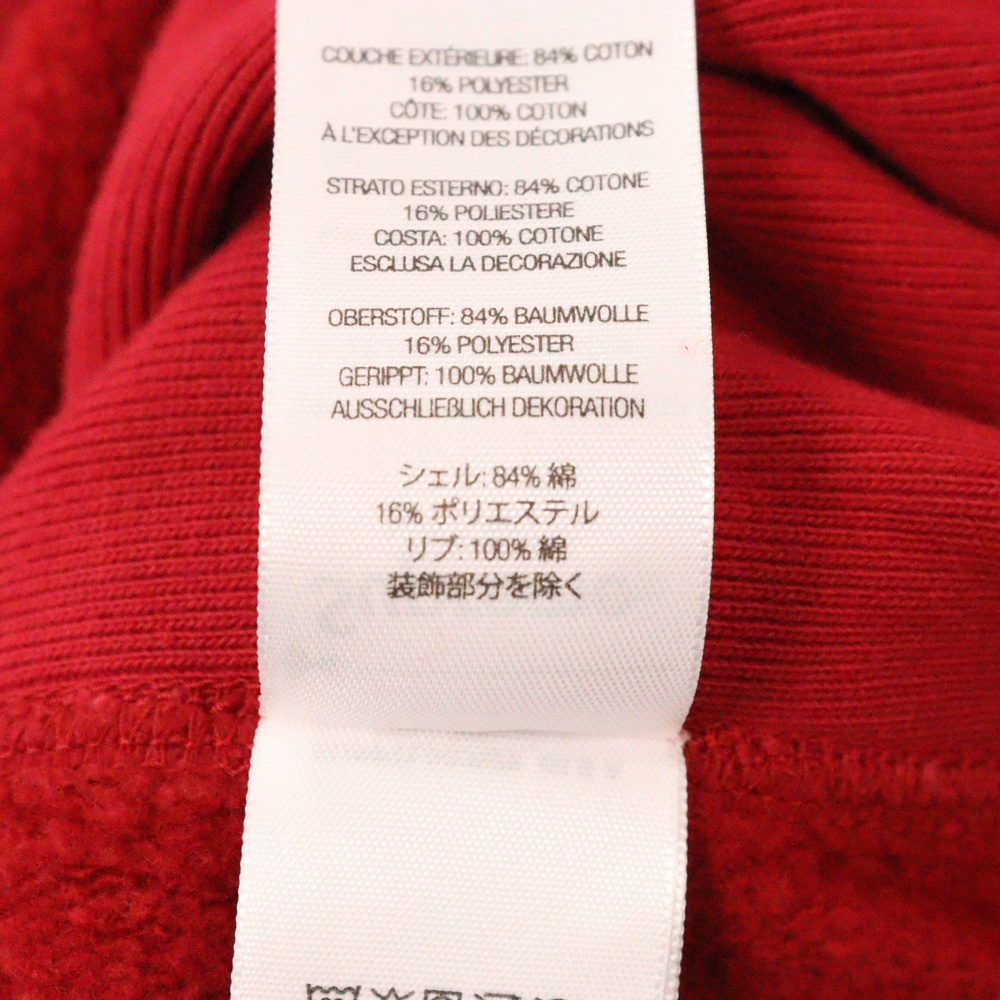 COUCHE EXTÉRIEURE: 84% COTON
16% POLYESTER
CÔTE: 100% COTON
À L'EXCEPTION DES DÉCORATIONS
STRATO ESTERNO: 84% COTONE
16% POLIESTERE
COSTA: 100% COTONE
ESCLUSA LA DECORAZIONE
OBERSTOFF: 84% BAUMWOLLE
16% POLYESTER
GERIPPT: 100% BAUMWOLLE
AUSSCHLIEßLICH DEKORATION
シェル: 84% 綿
16% ポリエステル
リブ: 100% 綿
装飾部分を除く